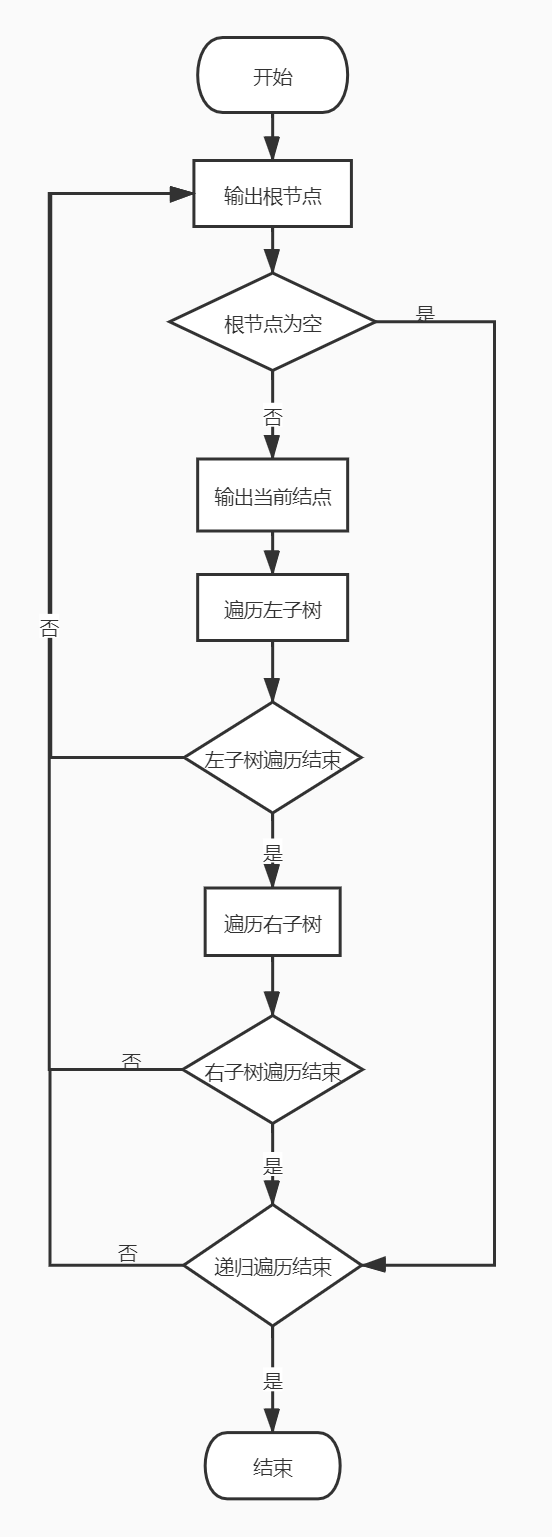 开始
输出根节点
根节点为空
是
否
输出当前结点
遍历左子树
否
左子树遍历结束
是
遍历右子树
否
右子树遍历结束
是
否
递归遍历结束
是
结束